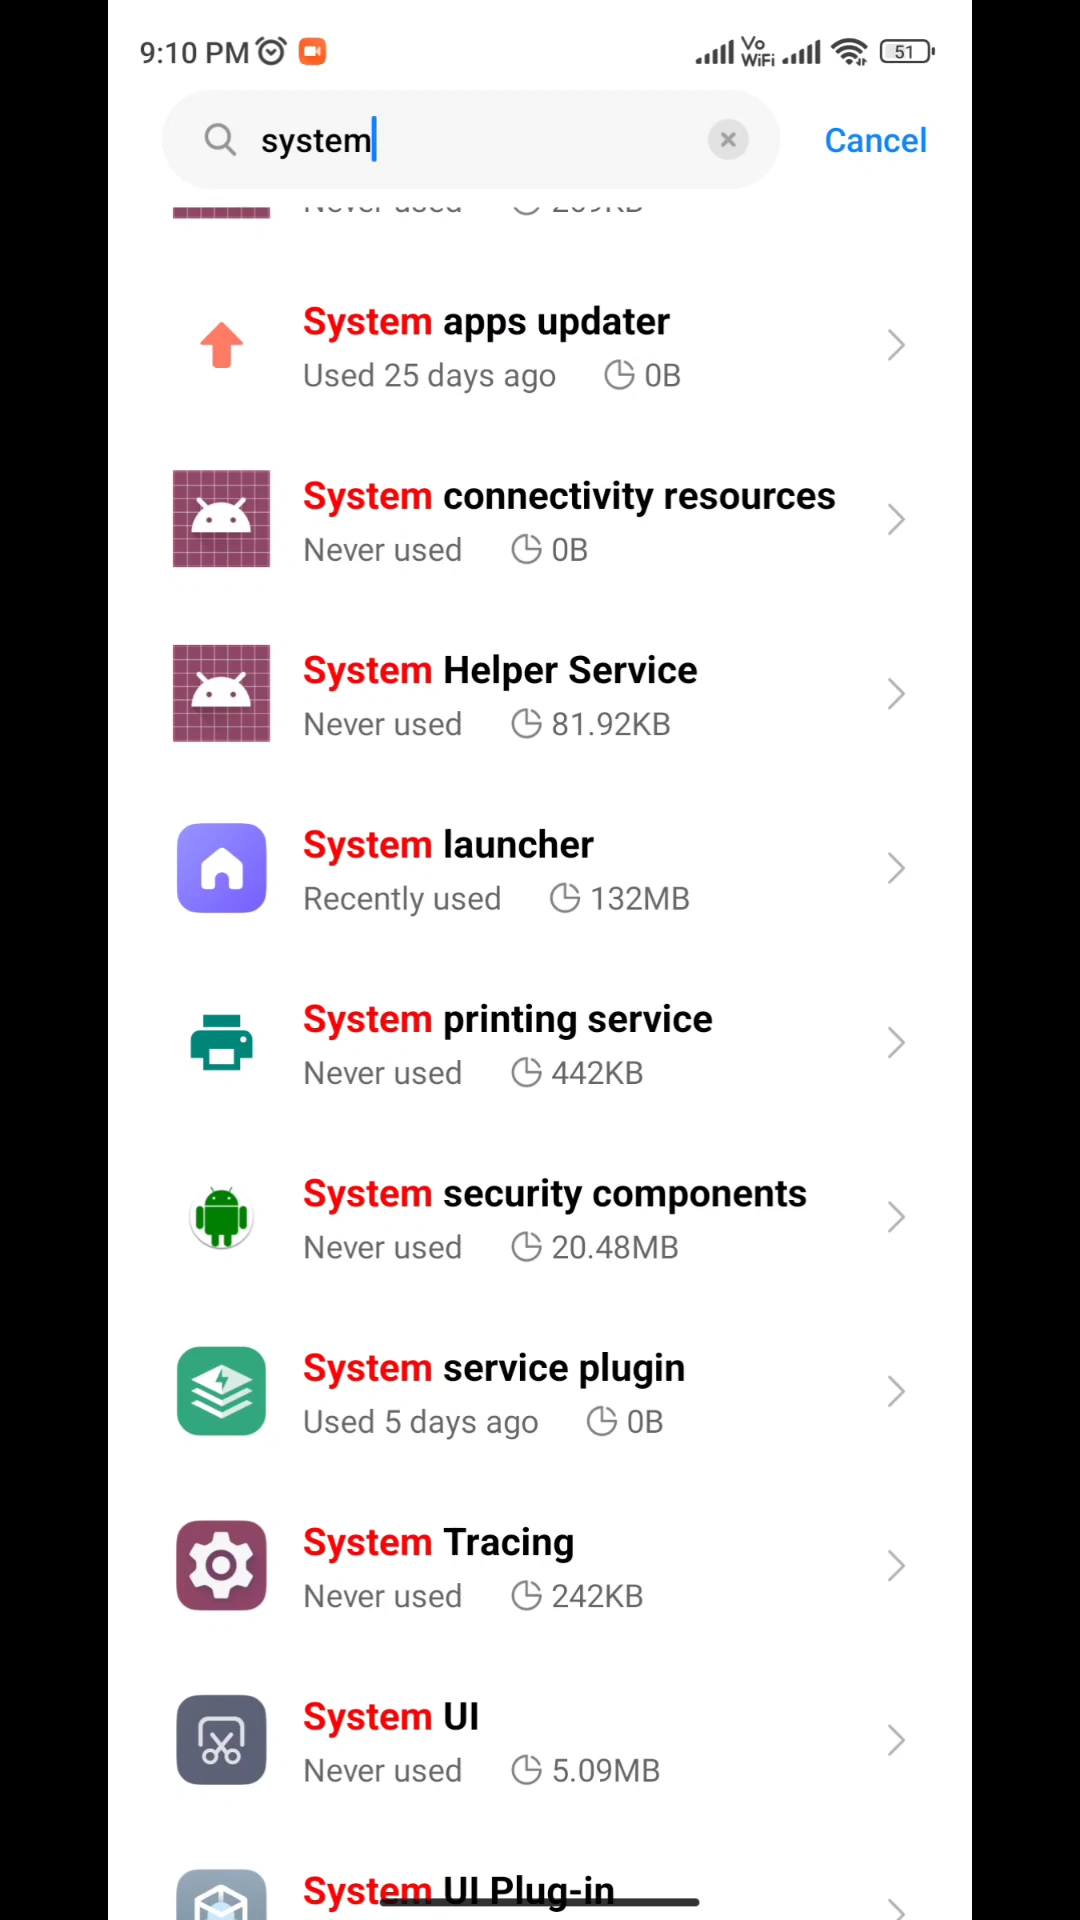 9:10 PM
Vo
WiFi
51
system
Cancel
Never used
System apps updater
Used 25 days ago 0B
System connectivity resources
Never used 0B
System Helper Service
Never used 81.92KB
System launcher
Recently used 132MB
System printing service
Never used 442KB
System security components
Never used 20.48MB
System service plugin
Used 5 days ago 0B
System Tracing
Never used 242KB
System UI
Never used 5.09MB
System UI Plug-in